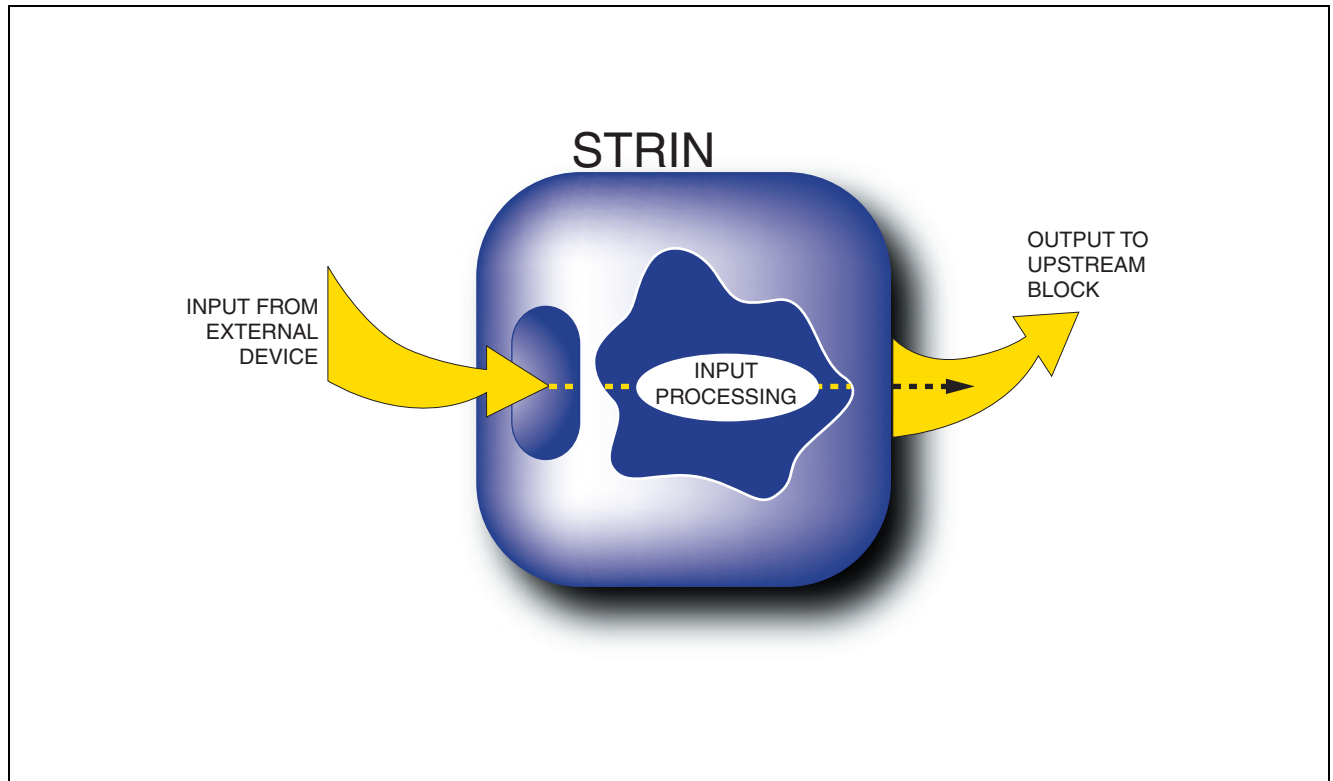 STRIN
INPUT FROM
EXTERNAL
DEVICE
INPUT
PROCESSING
OUTPUT TO
UPSTREAM
BLOCK